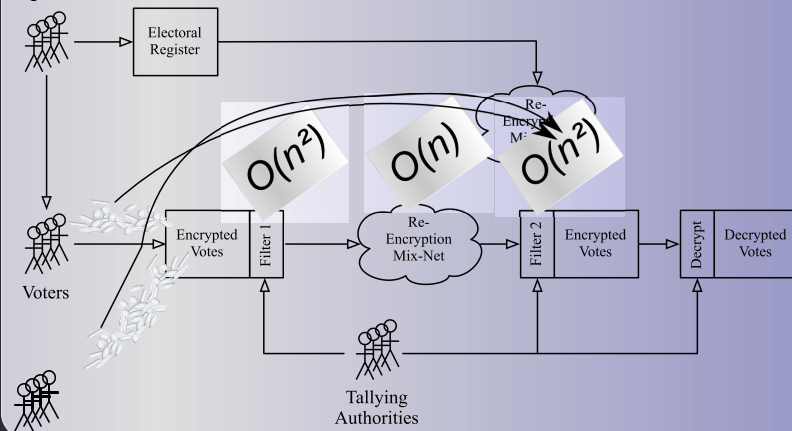 Electoral
Register
Re-
O(n²)
O(n)
O(n²)
Encrypted
Votes
Filter 1
Re-
Encryption
Mix-Net
Filter 2
Encrypted
Votes
Decrypt
Decrypted
Votes
Voters
Tallying
Authorities